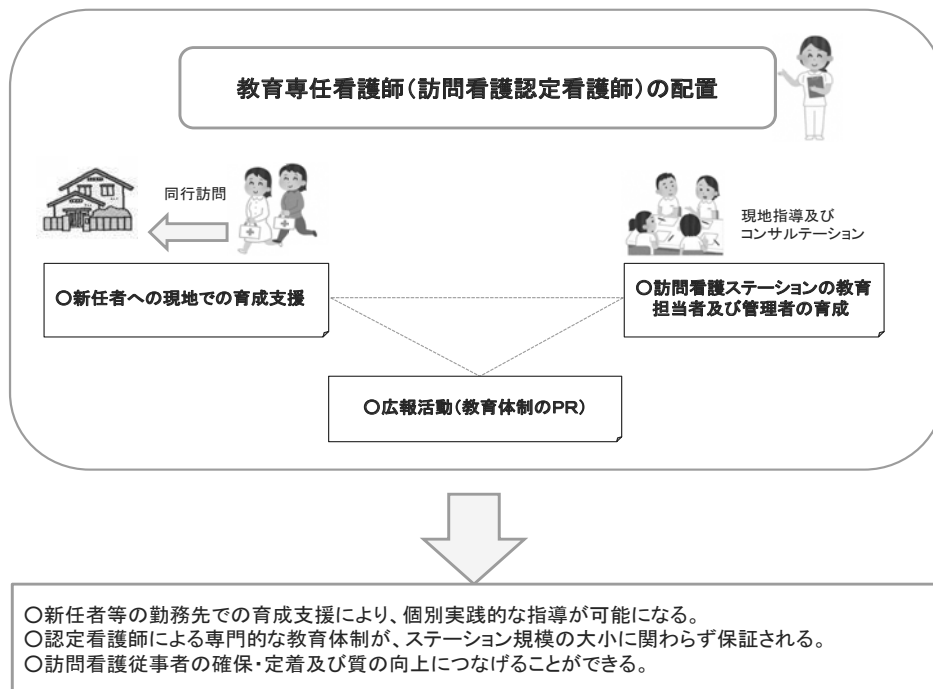 教育専任看護師(訪問看護認定看護師)の配置
同行訪問
現地指導及び
コンサルテーション
○新任者への現地での育成支援
○訪問看護ステーションの教育
担当者及び管理者の育成
○広報活動(教育体制のPR)
○新任者等の勤務先での育成支援により、個別実践的な指導が可能になる。
○認定看護師による専門的な教育体制が、ステーション規模の大小に関わらず保証される。
○訪問看護従事者の確保・定着及び質の向上につなげることができる。